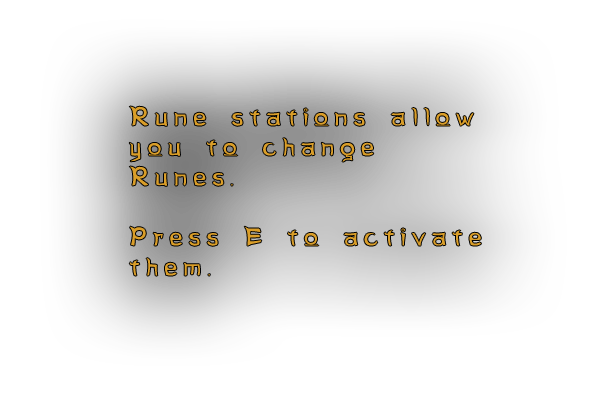 Rune stations allow
you to change
Runes.
Press E to activate
them.